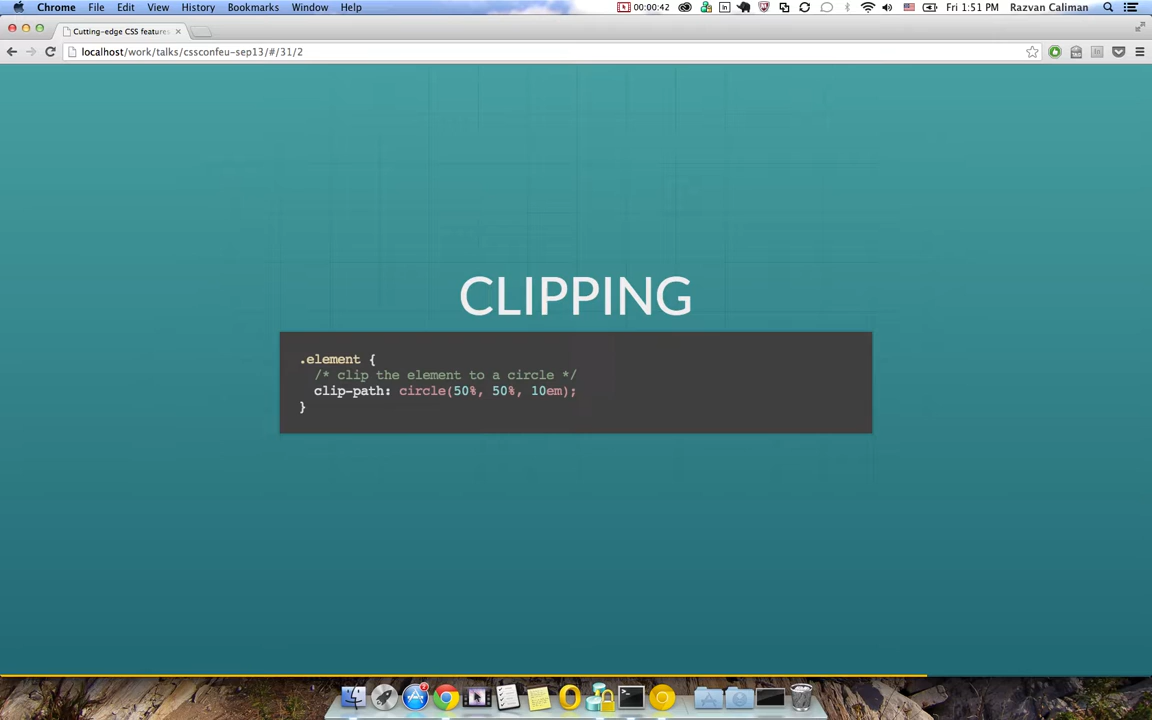 Chrome File Edit View History Bookmarks Window Help
00:00:42
Fri 1:51 PM Razvan Caliman
Cutting-edge CSS features
localhost/work/talks/cssconfeu-sep13/#/31/2
CLIPPING
.element {
/* clip the element to a circle */
clip-path: circle(50%, 50%, 10em);
}